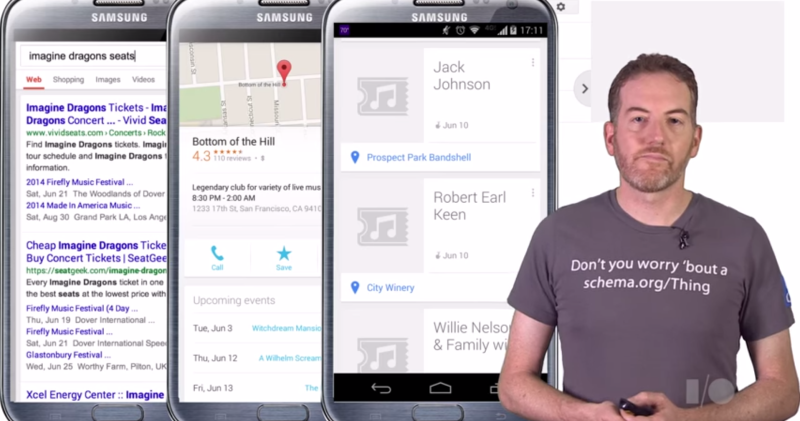 SAMSUNG
imagine dragons seats
Web Shopping Images Videos
Imagine Dragons Tickets - Ima
Dragons Concert ... - Vivid Sea
www.vividseats.com › Concerts › Rock
Find Imagine Dragons tickets. Imagin
tour schedule and Imagine Dragons t
information.
2014 Firefly Music Festival ...
Sat, Jun 21 The Woodlands of Dover
2014 Made In America Music ...
Sat, Aug 30 Grand Park LA, Los Ange
Cheap Imagine Dragons Ticke
Buy Concert Tickets | SeatGee
https://seatgeek.com/imagine-dragon
Every Imagine Dragons ticket in one
the best seats at the lowest price with
Firefly Music Festival (4 Day ...
Thu, Jun 19 Dover International ...
Firefly Music Festival ...
Sat, Jun 21 Dover International Spee
Glastonbury Festival ...
Wed, Jun 25 Worthy Farm, Pilton, UK
Xcel Energy Center :: Imagine
SAMSUNG
Bottom of the Hill
Bottom of the Hill
4.3 110 reviews • $
Legendary club for variety of live mus
8:30 PM - 2:00 AM
1233 17th St, San Francisco, CA 9410
Call Save
Upcoming events
Tue, Jun 3 Witchdream Mansio
Thu, Jun 12 A Wilhelm Scream
Fri, Jun 13 The
SAMSUNG
17:11
Jack
Johnson
Jun 10
Prospect Park Bandshell
Robert Earl
Keen
Jun 10
City Winery
Willie Nelso
& Family wi
Don't you worry 'bout a
schema.org/Thing
I/O